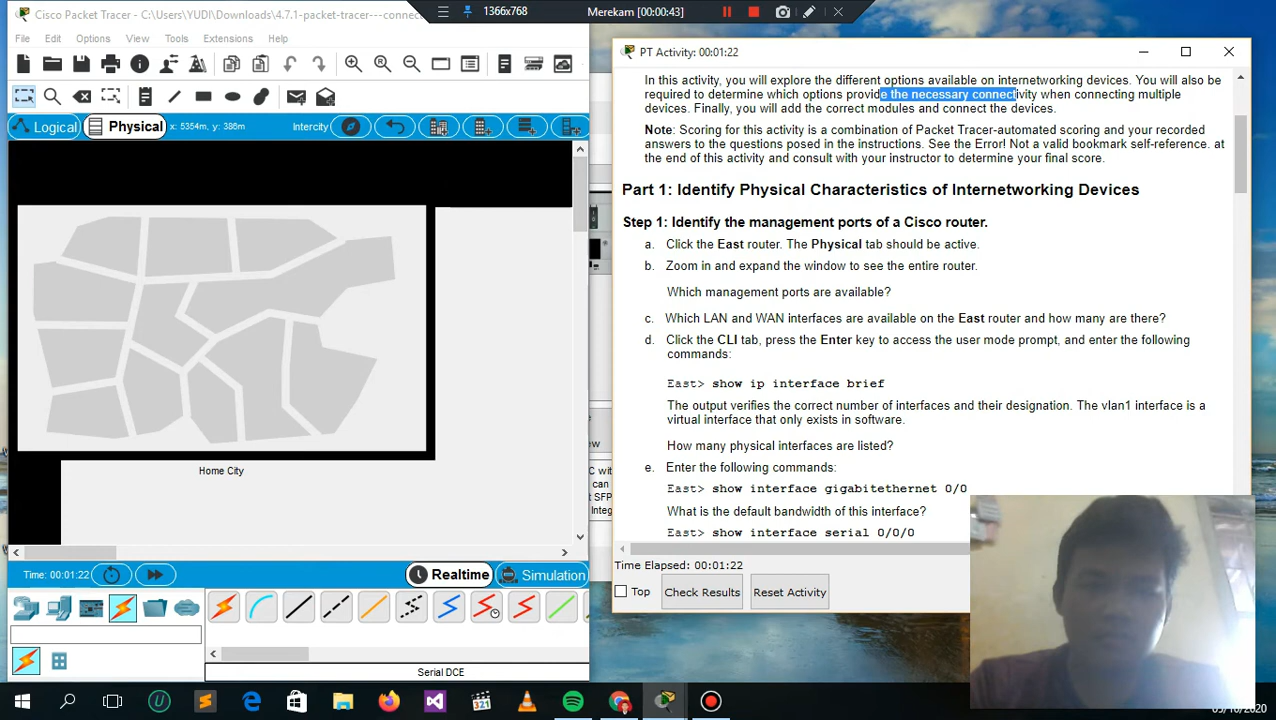 Cisco Packet Tracer - C:\Users\YUDI\Downloads\4.7.1-packet-tracer---connec
1366x768
Merekam [00:00:43]
File Edit Options View Tools Extensions Help
PT Activity: 00:01:22
In this activity, you will explore the different options available on internetworking devices. You will also be
required to determine which options provide the necessary connectivity when connecting multiple
devices. Finally, you will add the correct modules and connect the devices.
Logical Physical x: 5354m, y: 386m Intercity
Note: Scoring for this activity is a combination of Packet Tracer-automated scoring and your recorded
answers to the questions posed in the instructions. See the Error! Not a valid bookmark self-reference. at
the end of this activity and consult with your instructor to determine your final score.
Part 1: Identify Physical Characteristics of Internetworking Devices
Step 1: Identify the management ports of a Cisco router.
a. Click the East router. The Physical tab should be active.
b. Zoom in and expand the window to see the entire router.
Which management ports are available?
c. Which LAN and WAN interfaces are available on the East router and how many are there?
d. Click the CLI tab, press the Enter key to access the user mode prompt, and enter the following
commands:
East> show ip interface brief
The output verifies the correct number of interfaces and their designation. The vlan1 interface is a
virtual interface that only exists in software.
How many physical interfaces are listed?
e. Enter the following commands:
East> show interface gigabitethernet 0/0
What is the default bandwidth of this interface?
East> show interface serial 0/0/0
Home City
ew
C wit
can
t SFP
Integ
Time Elapsed: 00:01:22
Top Check Results Reset Activity
Time: 00:01:22 Realtime Simulation
Serial DCE
321
09/10/2020